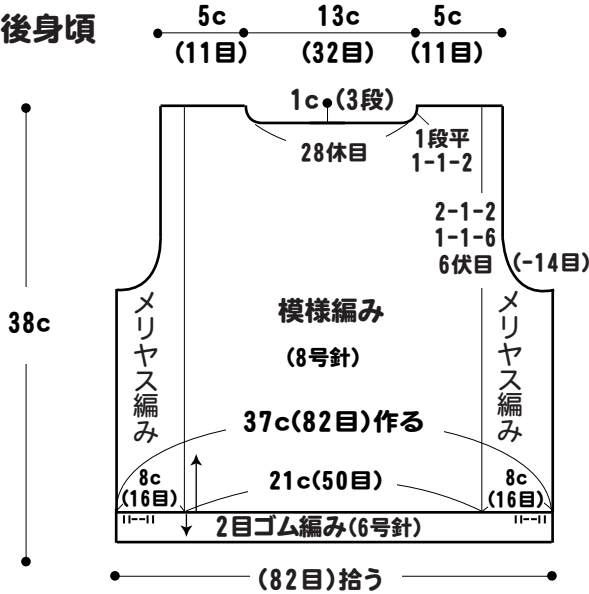 後身頃
5c 13c 5c
(11目) (32目) (11目)
1c (3段)
28休目
1段平
1-1-2
2-1-2
1-1-6
6伏目 (-14目)
38c
メリヤス編み
模様編み
(8号針)
メリヤス編み
37c(82目)作る
8c
(16目)
21c(50目)
8c
(16目)
2目ゴム編み(6号針)
(82目)拾う